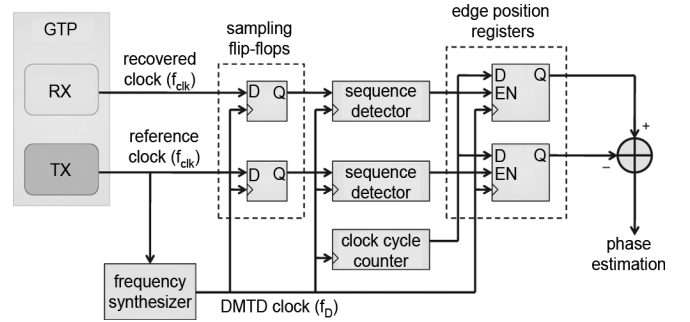 GTP
RX
TX
recovered
clock (fclk)
reference
clock (fclk)
sampling
flip-flops
D Q
D Q
sequence
detector
sequence
detector
clock cycle
counter
edge position
registers
D Q
EN
D Q
EN
+
−
phase
estimation
frequency
synthesizer
DMTD clock (fD)